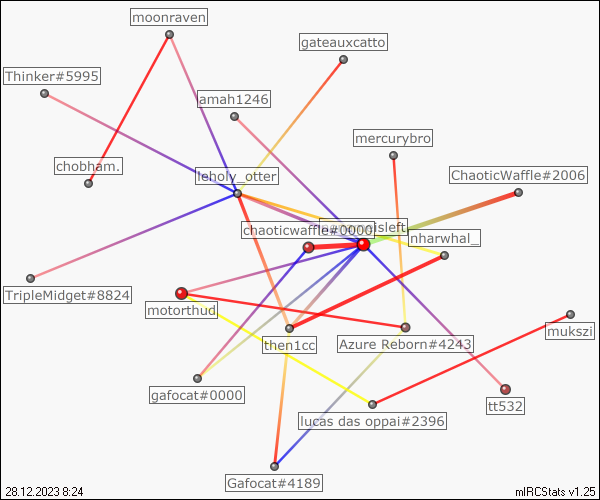 moonraven
gateauxcatto
Thinker#5995
amah1246
mercurybro
chobham.
leholy_otter
ChaoticWaffle#2006
chaoticwaffle#0000
nharwhal_
TripleMidget#8824
motorthud
then1cc
Azure Reborn#4243
mukszi
gafocat#0000
tt532
lucas das oppai#2396
Gafocat#4189
28.12.2023 8:24
mIRCStats v1.25